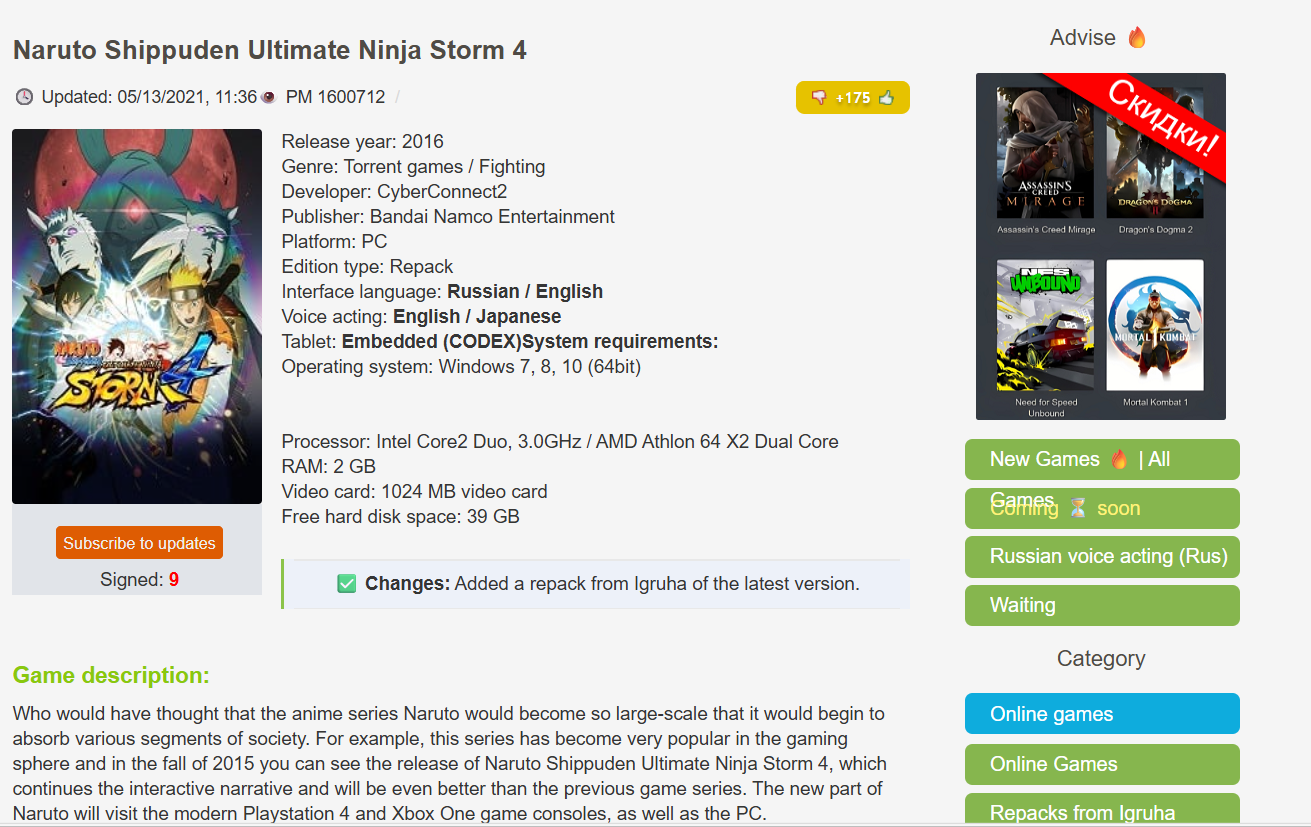 Naruto Shippuden Ultimate Ninja Storm 4
Updated: 05/13/2021, 11:36 PM 1600712 /
+175
Release year: 2016
Genre: Torrent games / Fighting
Developer: CyberConnect2
Publisher: Bandai Namco Entertainment
Platform: PC
Edition type: Repack
Interface language: Russian / English
Voice acting: English / Japanese
Tablet: Embedded (CODEX)System requirements:
Operating system: Windows 7, 8, 10 (64bit)
Processor: Intel Core2 Duo, 3.0GHz / AMD Athlon 64 X2 Dual Core
RAM: 2 GB
Video card: 1024 MB video card
Free hard disk space: 39 GB
NARUTO
STORM 4
Subscribe to updates
Signed: 9
✅ Changes: Added a repack from Igruha of the latest version.
Game description:
Who would have thought that the anime series Naruto would become so large-scale that it would begin to
absorb various segments of society. For example, this series has become very popular in the gaming
sphere and in the fall of 2015 you can see the release of Naruto Shippuden Ultimate Ninja Storm 4, which
continues the interactive narrative and will be even better than the previous game series. The new part of
Naruto will visit the modern Playstation 4 and Xbox One game consoles, as well as the PC.
Advise 🔥
Скидки!
ASSASSIN'S
CREED
MIRAGE
DRAGON'S DOGMA
II
Assassin's Creed Mirage
Dragon's Dogma 2
NFS
UNBOUND
MORTAL KOMBAT
Need for Speed
Unbound
Mortal Kombat 1
New Games 🔥 | All
Games
Coming ⏳ soon
Russian voice acting (Rus)
Waiting
Category
Online games
Online Games
Repacks from Igruha